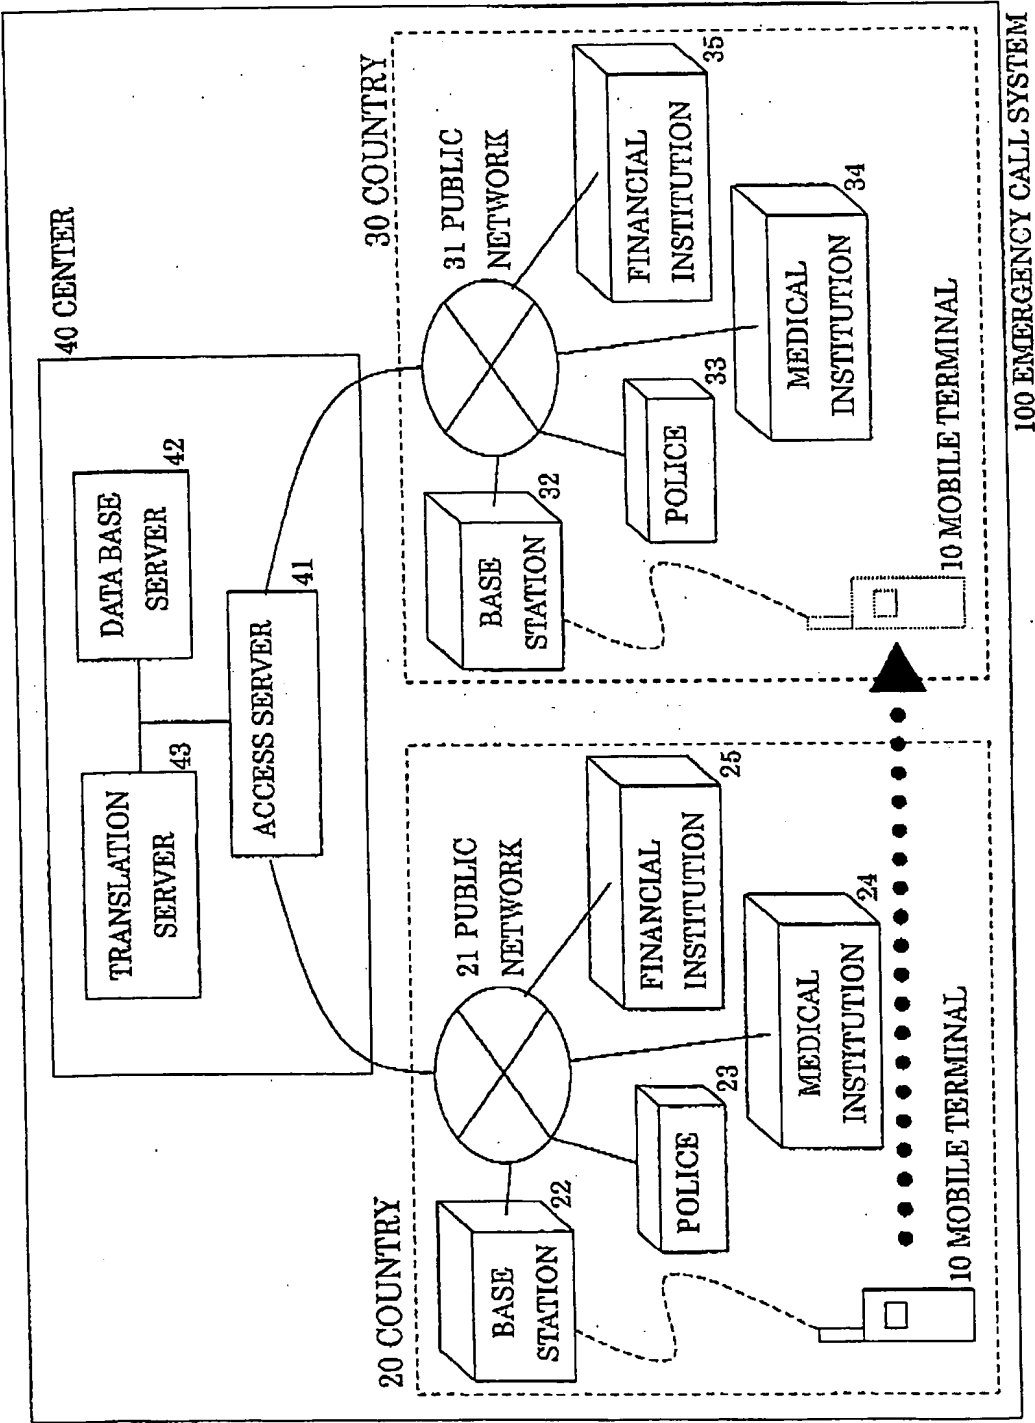 40 CENTER
TRANSLATION
SERVER
43
DATA BASE
SERVER
42
ACCESS SERVER
41
20 COUNTRY
21 PUBLIC
NETWORK
BASE
STATION
22
POLICE
23
MEDICAL
INSTITUTION
24
FINANCIAL
INSTITUTION
25
10 MOBILE TERMINAL
30 COUNTRY
31 PUBLIC
NETWORK
BASE
STATION
32
POLICE
33
MEDICAL
INSTITUTION
34
FINANCIAL
INSTITUTION
35
10 MOBILE TERMINAL
100 EMERGENCY CALL SYSTEM